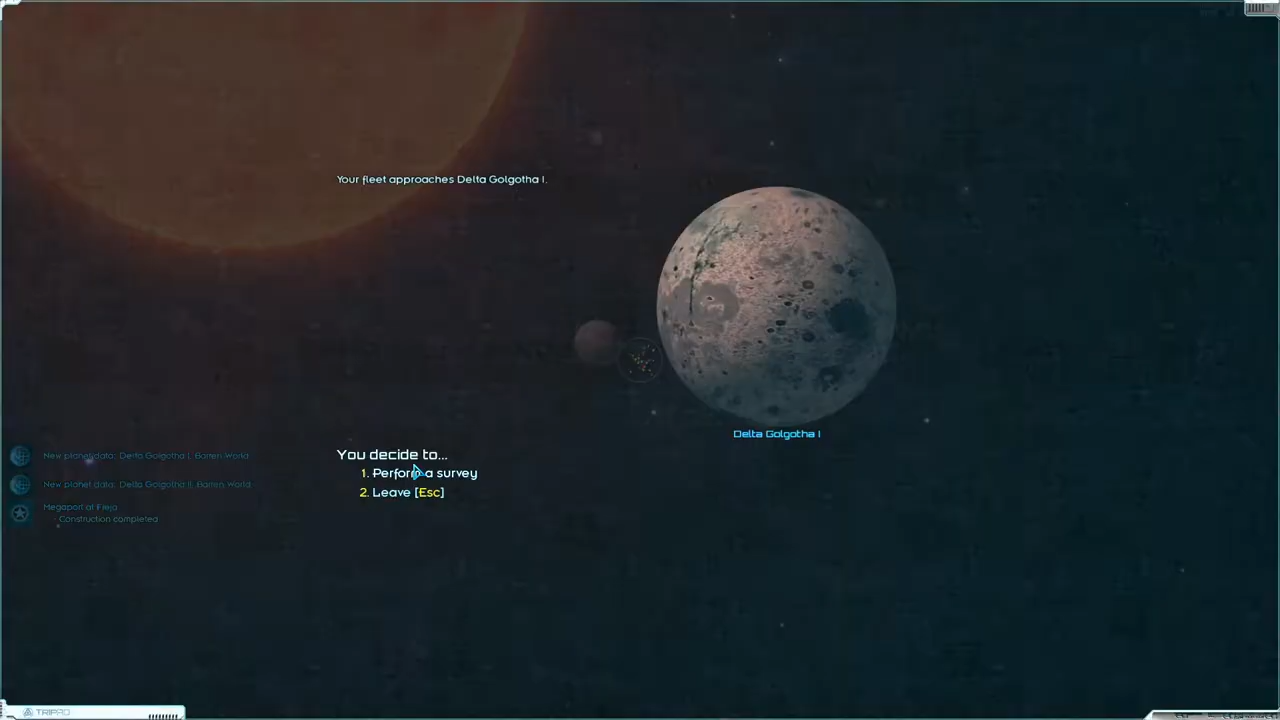 Your fleet approaches Delta Golgotha I.
Delta Golgotha I
You decide to...
1. Perform a survey
2. Leave [Esc]
New planet data: Delta Golgotha I, Barren World
New planet data: Delta Golgotha II, Barren World
Megaport at Freja
- Construction completed
TRIPAD